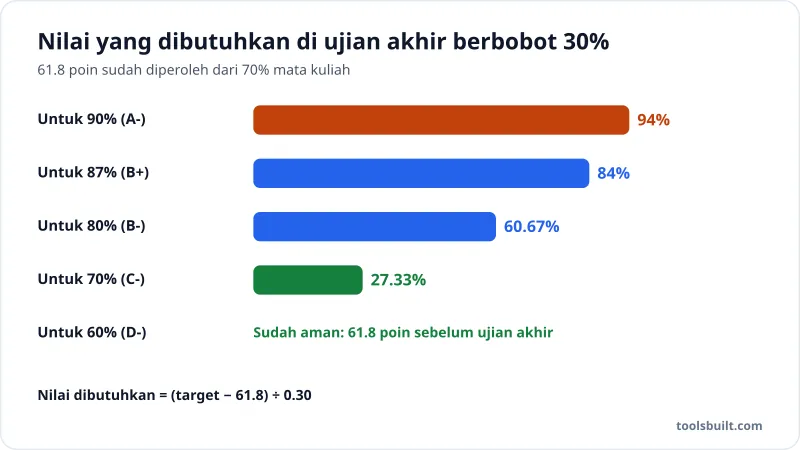 Nilai yang dibutuhkan di ujian akhir berbobot 30%
61.8 poin sudah diperoleh dari 70% mata kuliah
Untuk 90% (A-) 94%
Untuk 87% (B+) 84%
Untuk 80% (B-) 60.67%
Untuk 70% (C-) 27.33%
Untuk 60% (D-) Sudah aman: 61.8 poin sebelum ujian akhir
Nilai dibutuhkan = (target − 61.8) ÷ 0.30
toolsbuilt.com